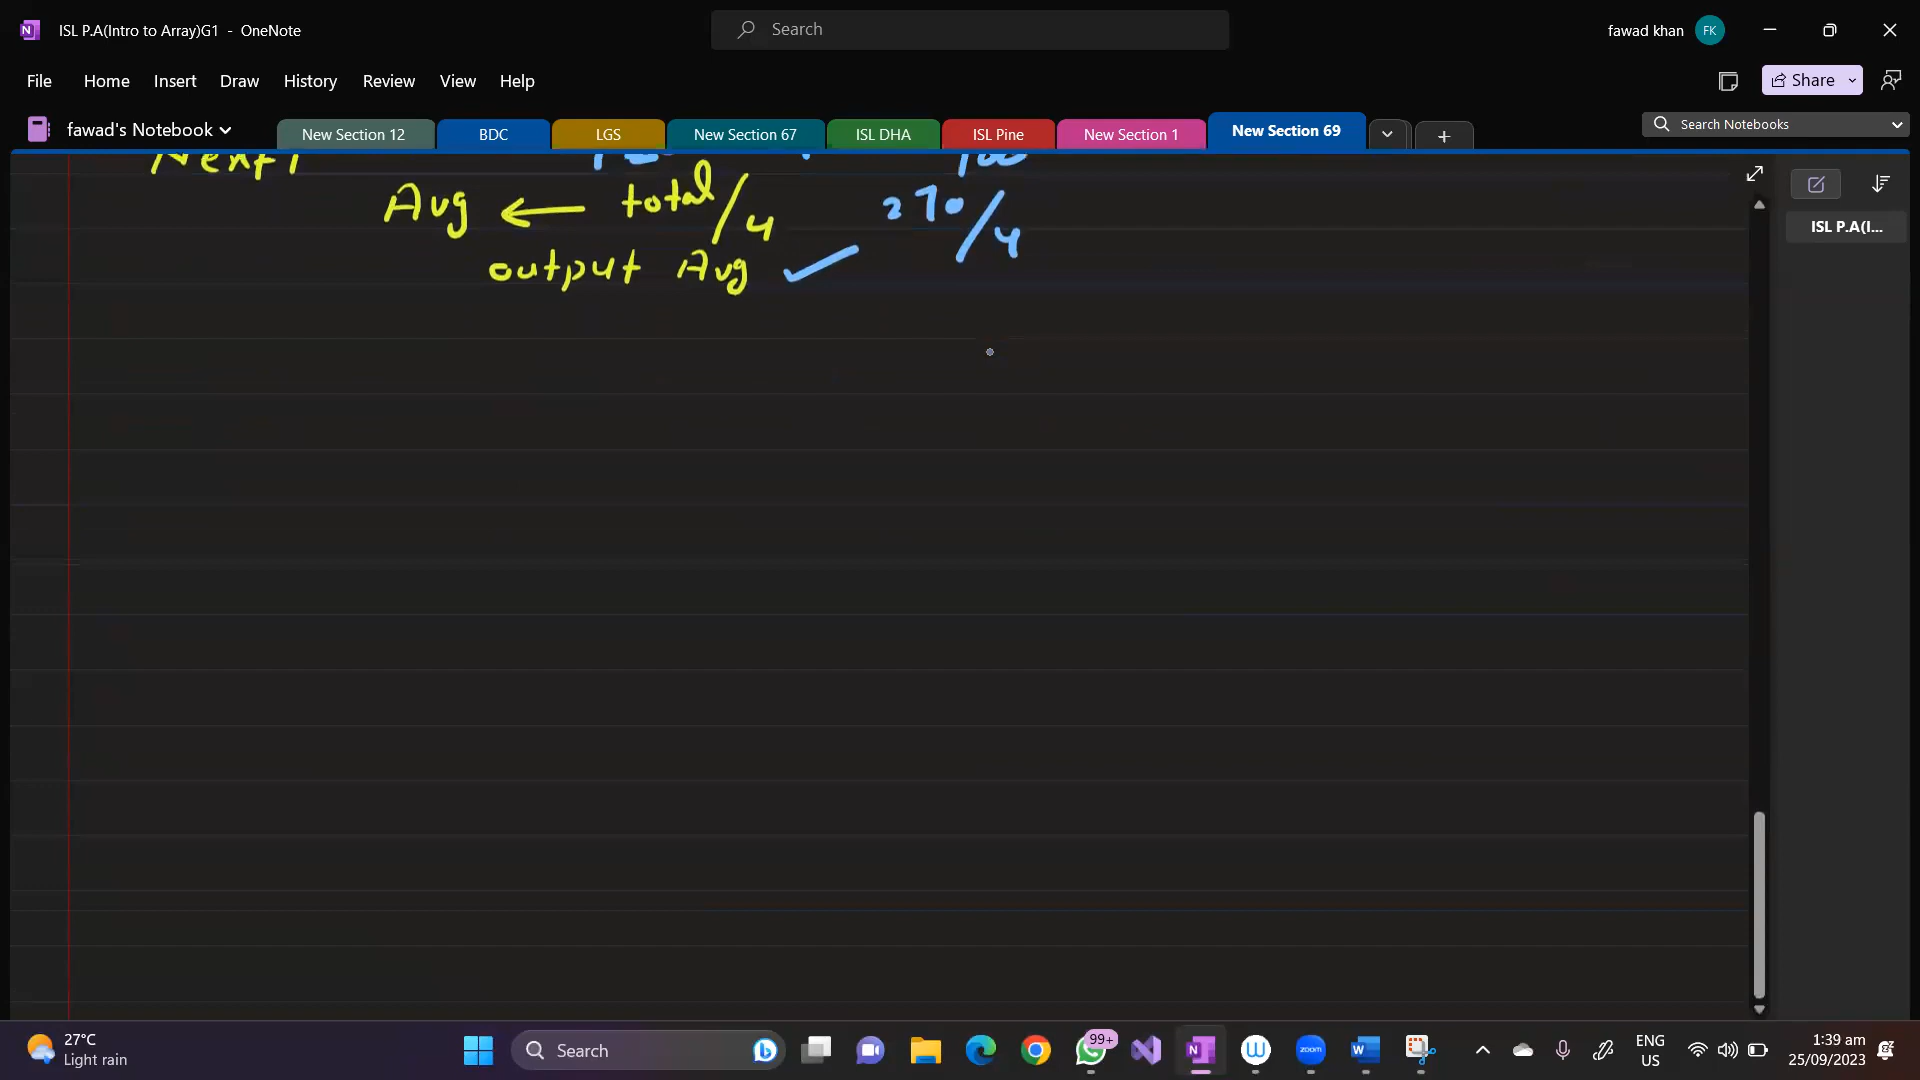 ISL P.A(Intro to Array)G1 - OneNote
Search
fawad khan
FK
File Home Insert Draw History Review View Help
Share
fawad's Notebook
New Section 12
BDC
LGS
New Section 67
ISL DHA
ISL Pine
New Section 1
New Section 69
Search Notebooks
ISL P.A(I...
Next
Avg ← total/4 270/4
output Avg ✓
27°C
Light rain
Search
99+
zoom
ENG
US
1:39 am
25/09/2023